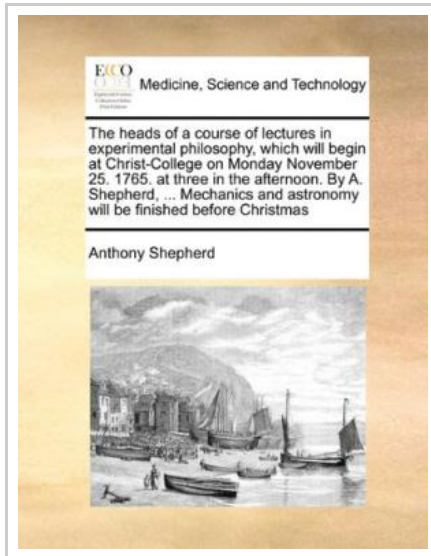 ECCO
Medicine, Science and Technology
The heads of a course of lectures in
experimental philosophy, which will begin
at Christ-College on Monday November
25. 1765. at three in the afternoon. By A.
Shepherd, ... Mechanics and astronomy
will be finished before Christmas
Anthony Shepherd